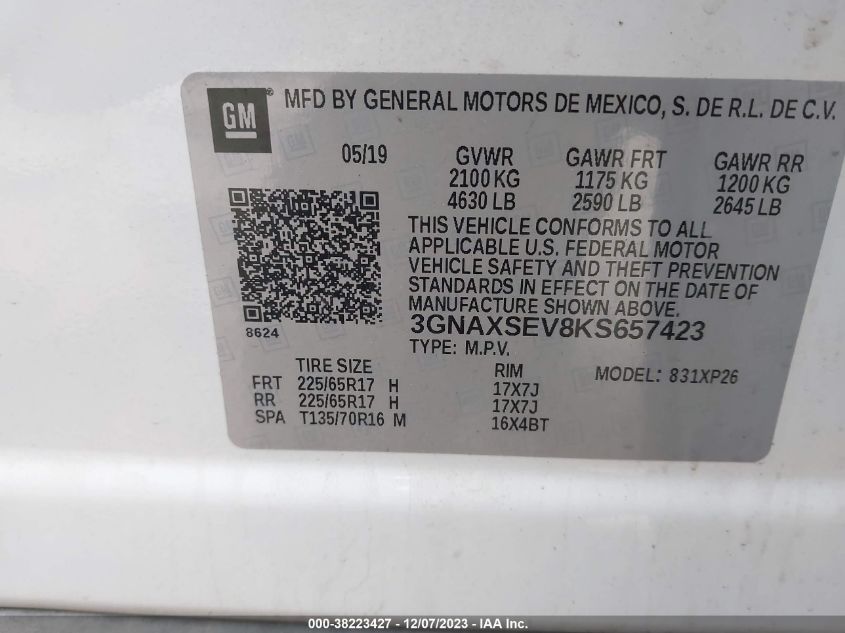 GM ® MFD BY GENERAL MOTORS DE MEXICO, S. DE R.L. DE C.V.
05/19 GVWR GAWR FRT GAWR RR
2100 KG 1175 KG 1200 KG
4630 LB 2590 LB 2645 LB
THIS VEHICLE CONFORMS TO ALL
APPLICABLE U.S. FEDERAL MOTOR
VEHICLE SAFETY AND THEFT PREVENTION
STANDARDS IN EFFECT ON THE DATE OF
MANUFACTURE SHOWN ABOVE.
8624 3GNAXSEV8KS657423
TYPE: M.P.V.
TIRE SIZE RIM MODEL: 831XP26
FRT 225/65R17 H 17X7J
RR 225/65R17 H 17X7J
SPA T135/70R16 M 16X4BT
000-38223427 - 12/07/2023 - IAA Inc.